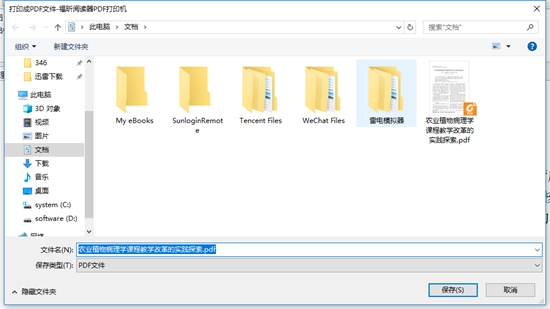 打印成PDF文件-福昕阅读器PDF打印机
此电脑 > 文档 >
搜索"文档"
组织
新建文件夹
346
迅雷下载
此电脑
3D 对象
视频
图片
文档
下载
音乐
桌面
system (C:)
software (D:)
网络
My eBooks
SunloginRemote
Tencent Files
WeChat Files
雷电模拟器
农业植物病理学课程教学改革的实践探索.pdf
文件名(N):
农业植物病理学课程教学改革的实践探索.pdf
保存类型(T):
PDF文件
隐藏文件夹
保存(S)
取消